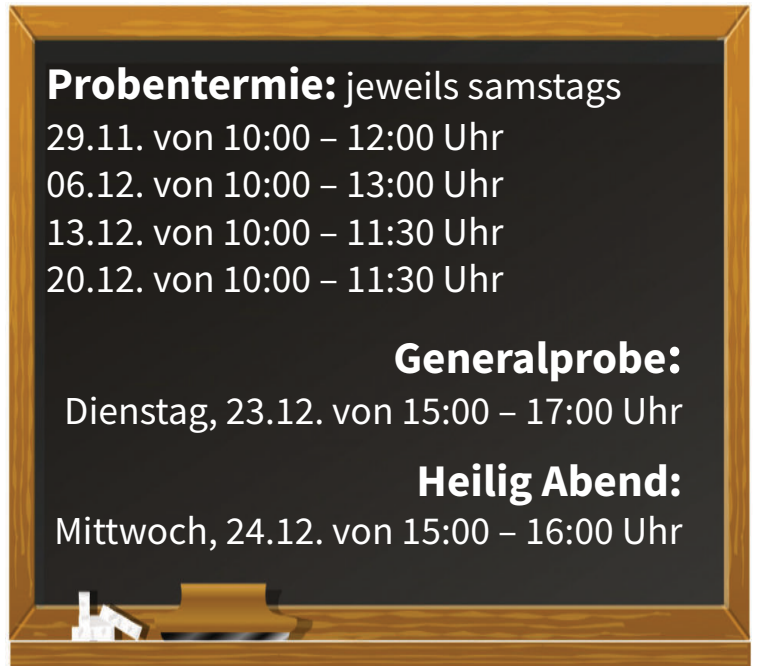 Probentermie: jeweils samstags
29.11. von 10:00 – 12:00 Uhr
06.12. von 10:00 – 13:00 Uhr
13.12. von 10:00 – 11:30 Uhr
20.12. von 10:00 – 11:30 Uhr
Generalprobe:
Dienstag, 23.12. von 15:00 – 17:00 Uhr
Heilig Abend:
Mittwoch, 24.12. von 15:00 – 16:00 Uhr